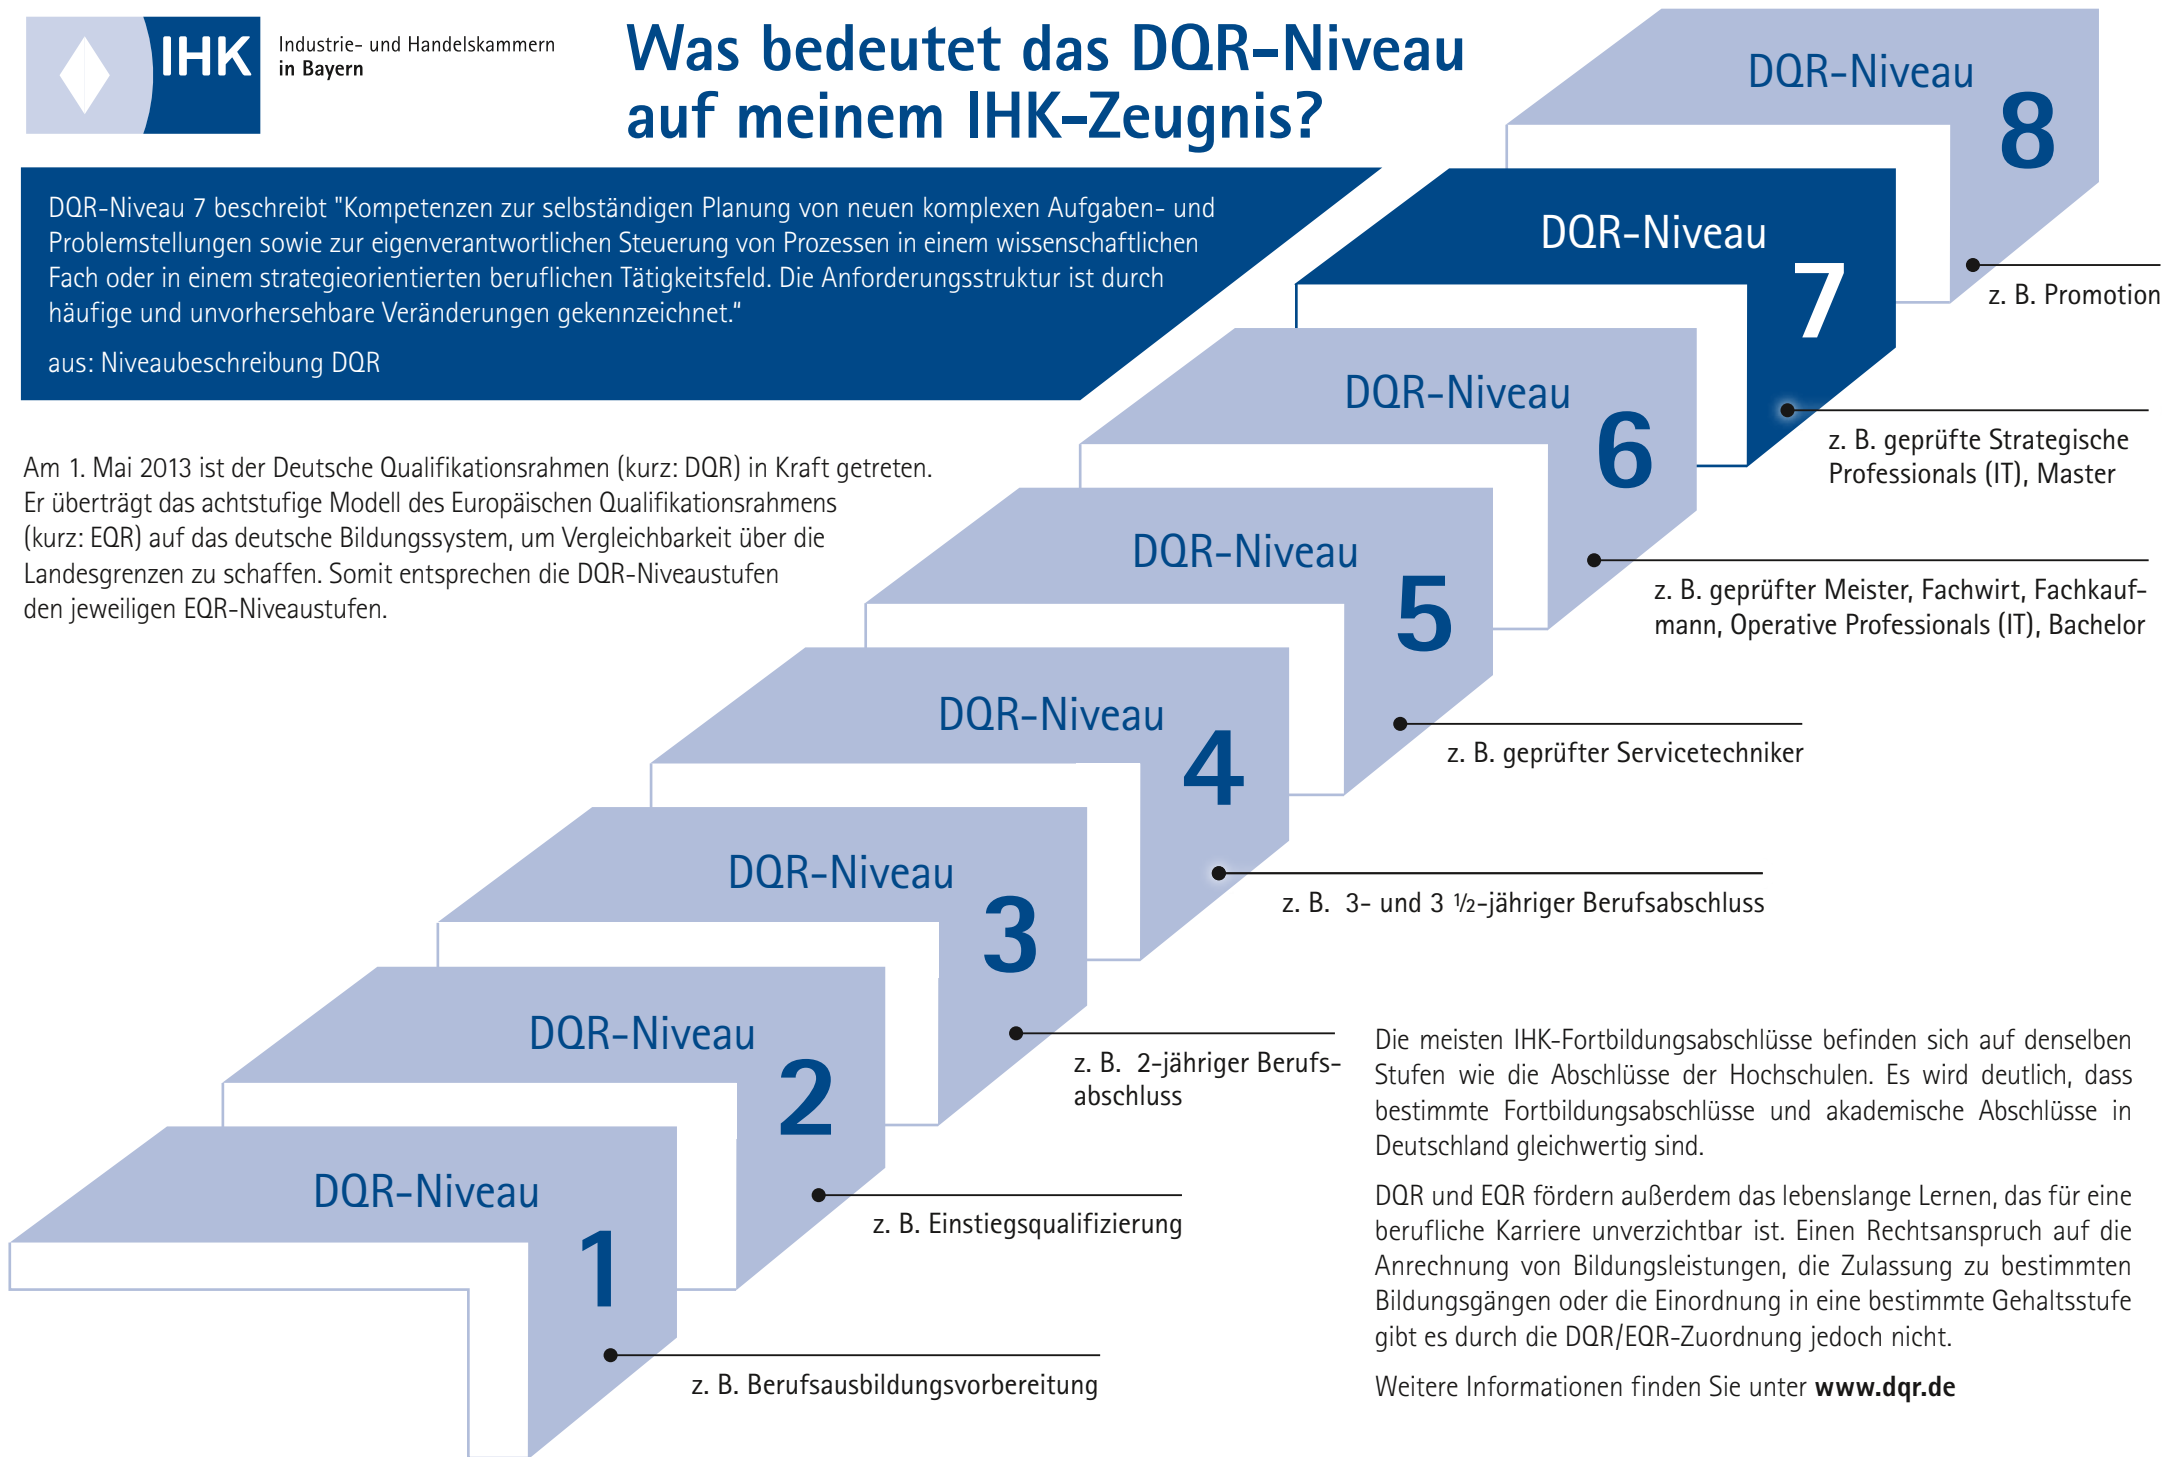 IHK
Industrie- und Handelskammern
in Bayern
Was bedeutet das DQR-Niveau
auf meinem IHK-Zeugnis?
DQR-Niveau 7 beschreibt "Kompetenzen zur selbständigen Planung von neuen komplexen Aufgaben- und
Problemstellungen sowie zur eigenverantwortlichen Steuerung von Prozessen in einem wissenschaftlichen
Fach oder in einem strategieorientierten beruflichen Tätigkeitsfeld. Die Anforderungsstruktur ist durch
häufige und unvorhersehbare Veränderungen gekennzeichnet.“
aus: Niveaubeschreibung DQR
Am 1. Mai 2013 ist der Deutsche Qualifikationsrahmen (kurz: DQR) in Kraft getreten.
Er überträgt das achtstufige Modell des Europäischen Qualifikationsrahmens
(kurz: EQR) auf das deutsche Bildungssystem, um Vergleichbarkeit über die
Landesgrenzen zu schaffen. Somit entsprechen die DQR-Niveaustufen
den jeweiligen EQR-Niveaustufen.
DQR-Niveau
8
z. B. Promotion
DQR-Niveau
7
z. B. geprüfte Strategische
Professionals (IT), Master
DQR-Niveau
6
z. B. geprüfter Meister, Fachwirt, Fachkauf-
mann, Operative Professionals (IT), Bachelor
DQR-Niveau
5
z. B. geprüfter Servicetechniker
DQR-Niveau
4
z. B. 3- und 3 ½-jähriger Berufsabschluss
DQR-Niveau
3
z. B. 2-jähriger Berufs-
abschluss
DQR-Niveau
2
z. B. Einstiegsqualifizierung
DQR-Niveau
1
z. B. Berufsausbildungsvorbereitung
Die meisten IHK-Fortbildungsabschlüsse befinden sich auf denselben
Stufen wie die Abschlüsse der Hochschulen. Es wird deutlich, dass
bestimmte Fortbildungsabschlüsse und akademische Abschlüsse in
Deutschland gleichwertig sind.
DQR und EQR fördern außerdem das lebenslange Lernen, das für eine
berufliche Karriere unverzichtbar ist. Einen Rechtsanspruch auf die
Anrechnung von Bildungsleistungen, die Zulassung zu bestimmten
Bildungsgängen oder die Einordnung in eine bestimmte Gehaltsstufe
gibt es durch die DQR/EQR-Zuordnung jedoch nicht.
Weitere Informationen finden Sie unter www.dqr.de